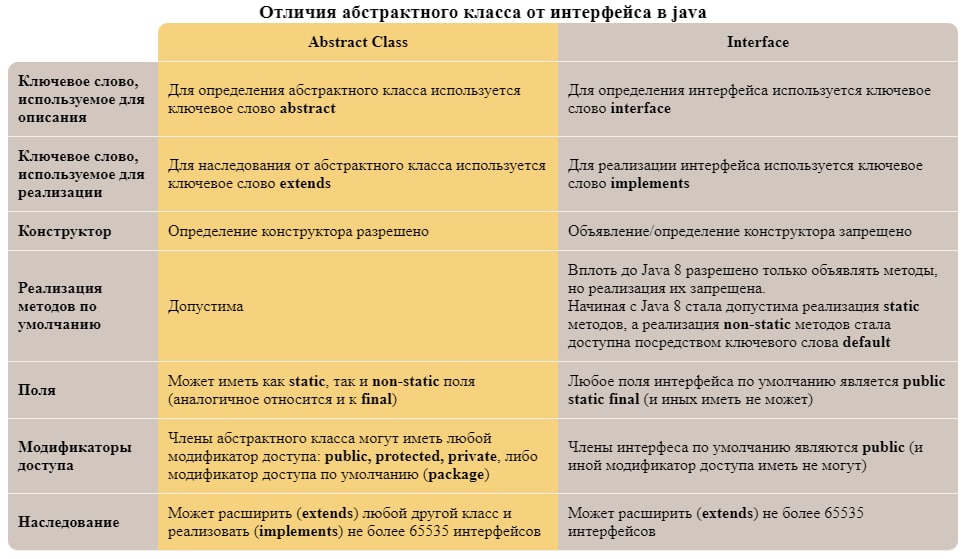 Отличия абстрактного класса от интерфейса в java
Abstract Class
Interface
Ключевое слово,
используемое для
описания
Для определения абстрактного класса используется
ключевое слово abstract
Для определения интерфейса используется ключевое
слово interface
Ключевое слово,
используемое для
реализации
Для наследования от абстрактного класса используется
ключевое слово extends
Для реализации интерфейса используется ключевое
слово implements
Конструктор
Определение конструктора разрешено
Объявление/определение конструктора запрещено
Реализация
методов по
умолчанию
Допустима
Вплоть до Java 8 разрешено только объявлять методы,
но реализация их запрещена.
Начиная с Java 8 стала допустима реализация static
методов, а реализация non-static методов стала
доступна посредством ключевого слова default
Поля
Может иметь как static, так и non-static поля
(аналогичное относится и к final)
Любое поля интерфейса по умолчанию является public
static final (и иных иметь не может)
Модификаторы
доступа
Члены абстрактного класса могут иметь любой
модификатор доступа: public, protected, private, либо
модификатор доступа по умолчанию (package)
Члены интерфеса по умолчанию являются public (и
иной модификатор доступа иметь не могут)
Наследование
Может расширить (extends) любой другой класс и
реализовать (implements) не более 65535 интерфейсов
Может расширить (extends) не более 65535
интерфейсов